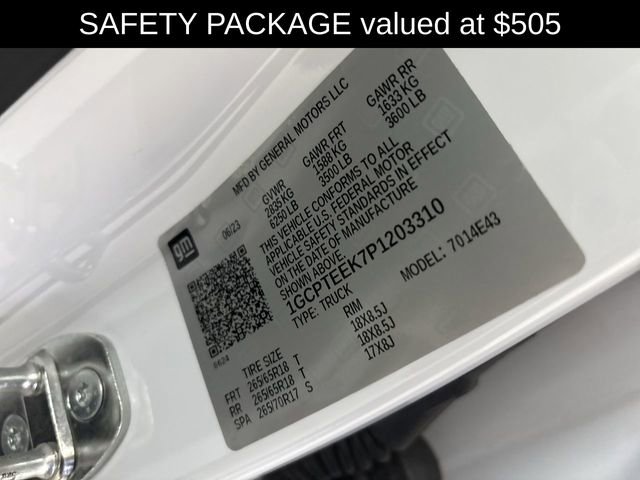 SAFETY PACKAGE valued at $505
gm
MFD BY GENERAL MOTORS LLC
06/23
GVWR
2835 KG
6250 LB
GAWR FRT
1588 KG
3500 LB
GAWR RR
1633 KG
3600 LB
THIS VEHICLE CONFORMS TO ALL
APPLICABLE U.S. FEDERAL MOTOR
VEHICLE SAFETY STANDARDS IN EFFECT
ON THE DATE OF MANUFACTURE
SHOWN ABOVE.
1GCPTEEK7P1203310
TYPE: TRUCK
MODEL: 7014E43
TIRE SIZE RIM
FRT 265/65R18 T 18X8.5J
RR 265/65R18 T 18X8.5J
SPA 265/70R17 S 17X8J